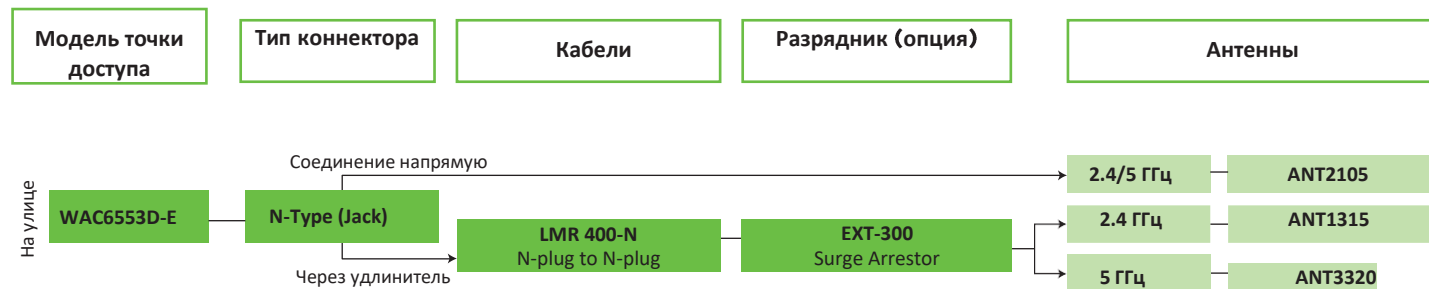 Модель точки
доступа
Тип коннектора
Кабели
Разрядник (опция)
Антенны
На улице
WAC6553D-E
N-Type (Jack)
Соединение напрямую
2.4/5 ГГц
ANT2105
Через удлинитель
LMR 400-N
N-plug to N-plug
EXT-300
Surge Arrestor
2.4 ГГц
ANT1315
5 ГГц
ANT3320